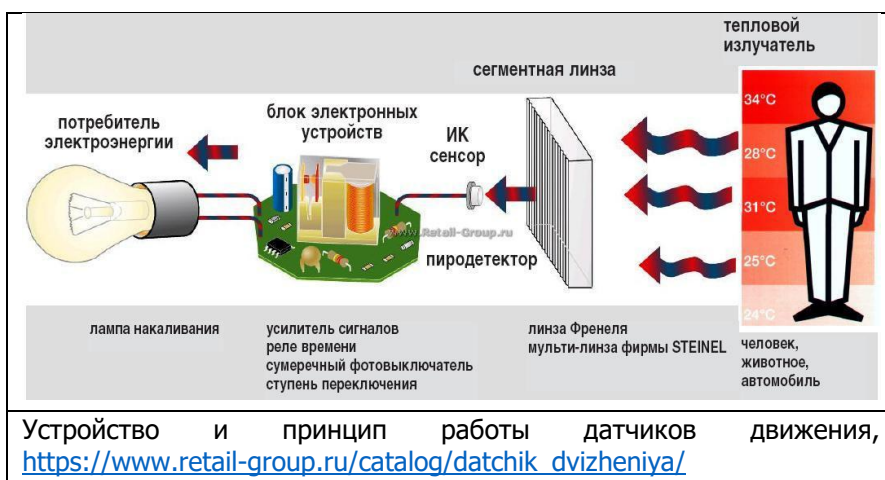 тепловой
излучатель
сегментная линза
34°C
28°C
31°C
25°C
24°C
потребитель
электроэнергии
блок электронных
устройств
ИК
сенсор
www.Retail-Group.ru
пиродетектор
лампа накаливания
усилитель сигналов
реле времени
сумеречный фотовыключатель
ступень переключения
линза Френеля
мульти-линза фирмы STEINEL
человек,
животное,
автомобиль
Устройство и принцип работы датчиков движения,
https://www.retail-group.ru/catalog/datchik_dvizheniya/